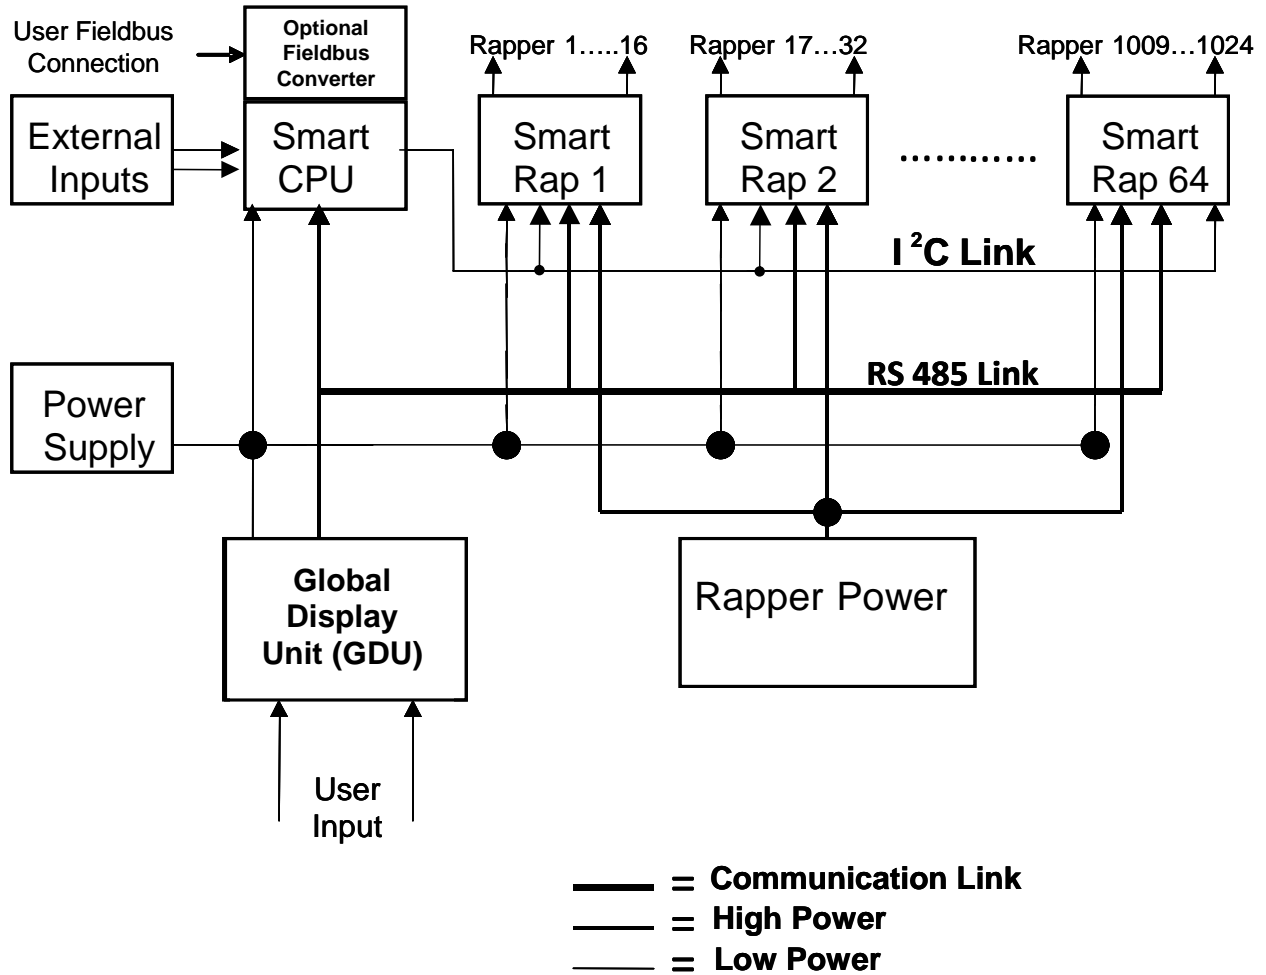 User Fieldbus
Connection
Optional
Fieldbus
Converter
Rapper 1.....16
Rapper 17...32
Rapper 1009...1024
External
Inputs
Smart
CPU
Smart
Rap 1
Smart
Rap 2
Smart
Rap 64
I ²C Link
RS 485 Link
Power
Supply
Global
Display
Unit (GDU)
Rapper Power
User
Input
= Communication Link
= High Power
= Low Power